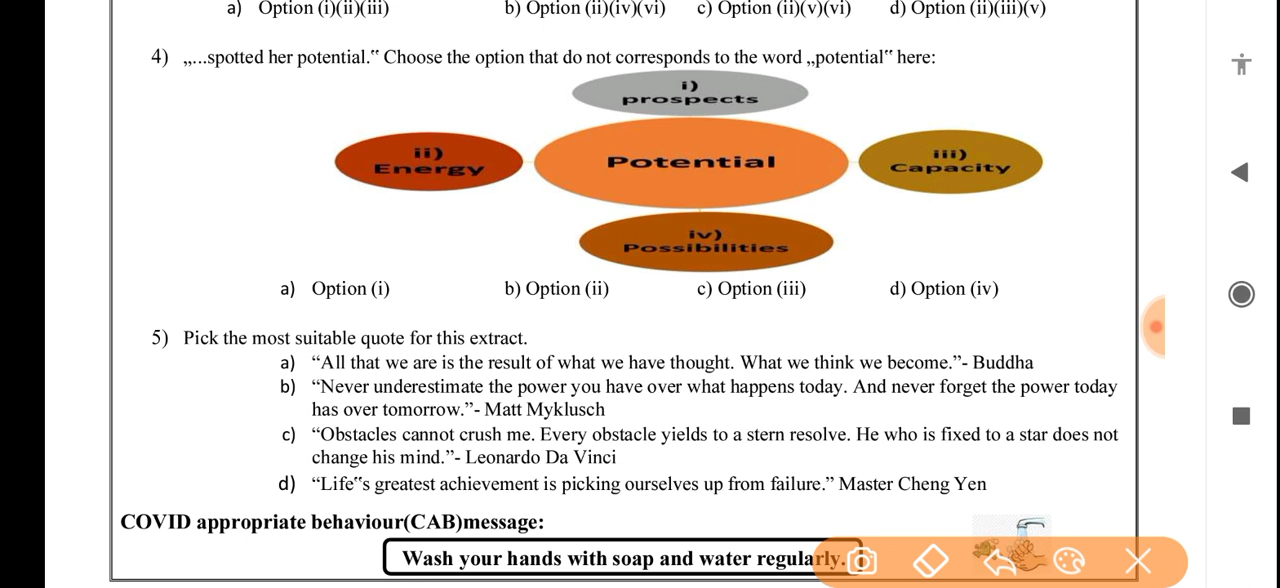 a) Option (i)(ii)(iii) b) Option (ii)(iv)(vi) c) Option (ii)(v)(vi) d) Option (ii)(iii)(v)
4) „...spotted her potential.‟ Choose the option that do not corresponds to the word „potential‟ here:
i)
prospects
ii)
Energy
Potential
iii)
Capacity
iv)
Possibilities
a) Option (i) b) Option (ii) c) Option (iii) d) Option (iv)
5) Pick the most suitable quote for this extract.
a) “All that we are is the result of what we have thought. What we think we become.”- Buddha
b) “Never underestimate the power you have over what happens today. And never forget the power today
has over tomorrow.”- Matt Myklusch
c) “Obstacles cannot crush me. Every obstacle yields to a stern resolve. He who is fixed to a star does not
change his mind.”- Leonardo Da Vinci
d) “Life‟s greatest achievement is picking ourselves up from failure.” Master Cheng Yen
COVID appropriate behaviour(CAB)message:
Wash your hands with soap and water regularly.